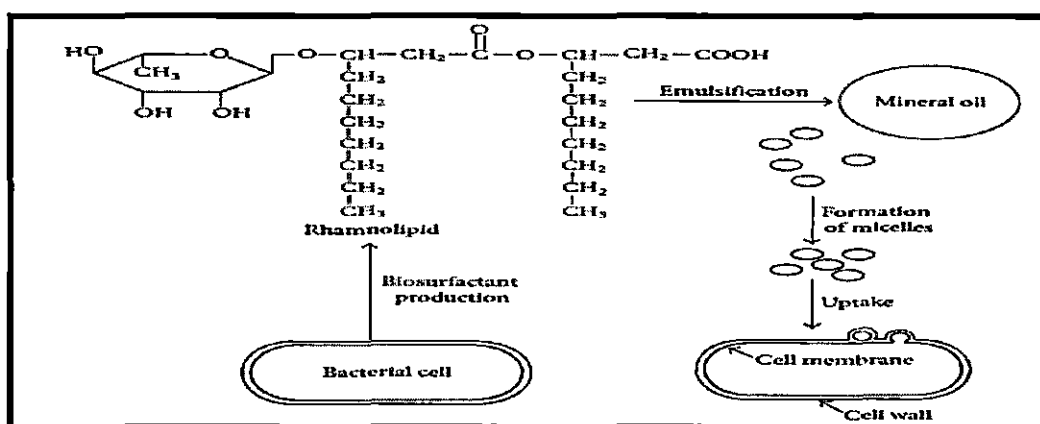 O
HO O O—CH—CH₂—C—O—CH—CH₂—COOH
CH₃ CH₂ CH₂
OH OH CH₂ CH₂
CH₂ CH₂
CH₂ CH₂
CH₂ CH₂
CH₂ CH₂
CH₃ CH₃
Rhamnolipid
Emulsification
Mineral oil
Formation
of micelles
Biosurfactant
production
Uptake
Bacterial cell
Cell membrane
Cell wall